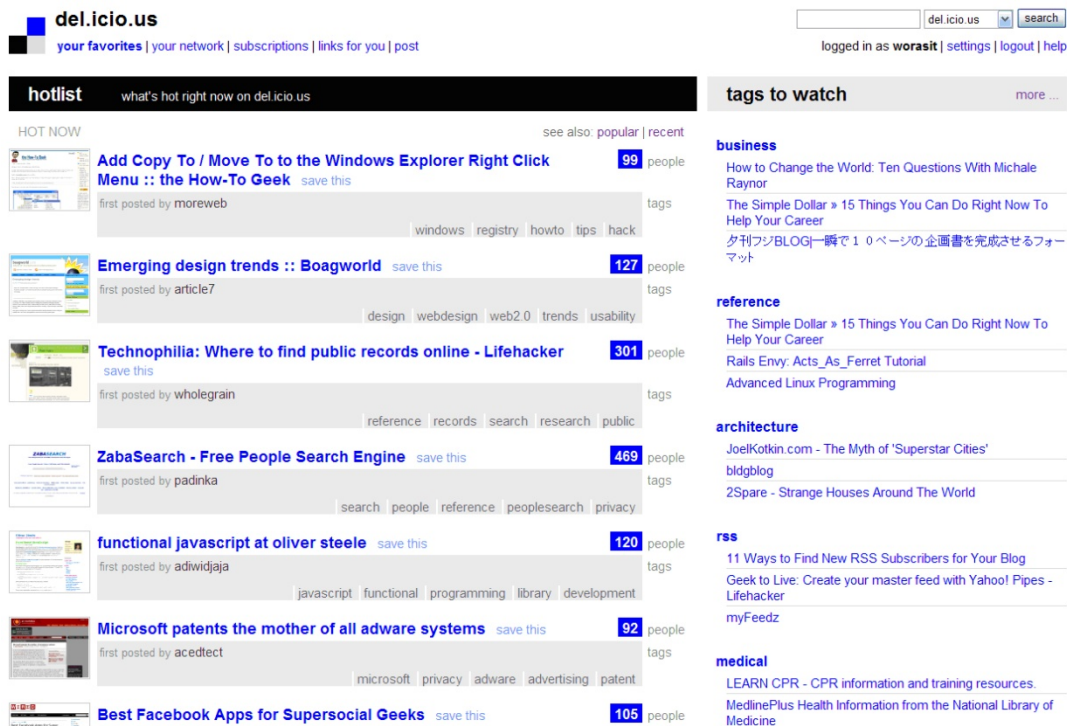 del.icio.us
del.icio.us search
your favorites | your network | subscriptions | links for you | post
logged in as worasit | settings | logout | help
hotlist what's hot right now on del.icio.us
HOT NOW
see also: popular | recent
Add Copy To / Move To to the Windows Explorer Right Click
Menu :: the How-To Geek save this
99 people
first posted by moreweb
tags
windows registry howto tips hack
Emerging design trends :: Boagworld save this
127 people
first posted by article7
tags
design webdesign web2.0 trends usability
Technophilia: Where to find public records online - Lifehacker
save this
301 people
first posted by wholegrain
tags
reference records search research public
ZABASEARCH
ZabaSearch - Free People Search Engine save this
469 people
first posted by padinka
tags
search people reference peoplesearch privacy
functional javascript at oliver steele save this
120 people
first posted by adiwidjaja
tags
javascript functional programming library development
Microsoft patents the mother of all adware systems save this
92 people
first posted by acedtect
tags
microsoft privacy adware advertising patent
WIRED
Best Facebook Apps for Supersocial Geeks save this
105 people
tags to watch
more ...
business
How to Change the World: Ten Questions With Michale
Raynor
The Simple Dollar » 15 Things You Can Do Right Now To
Help Your Career
夕刊フジBLOG|一瞬で10ページの企画書を完成させるフォー
マット
reference
The Simple Dollar » 15 Things You Can Do Right Now To
Help Your Career
Rails Envy: Acts_As_Ferret Tutorial
Advanced Linux Programming
architecture
JoelKotkin.com - The Myth of 'Superstar Cities'
bldgblog
2Spare - Strange Houses Around The World
rss
11 Ways to Find New RSS Subscribers for Your Blog
Geek to Live: Create your master feed with Yahoo! Pipes -
Lifehacker
myFeedz
medical
LEARN CPR - CPR information and training resources.
MedlinePlus Health Information from the National Library of
Medicine